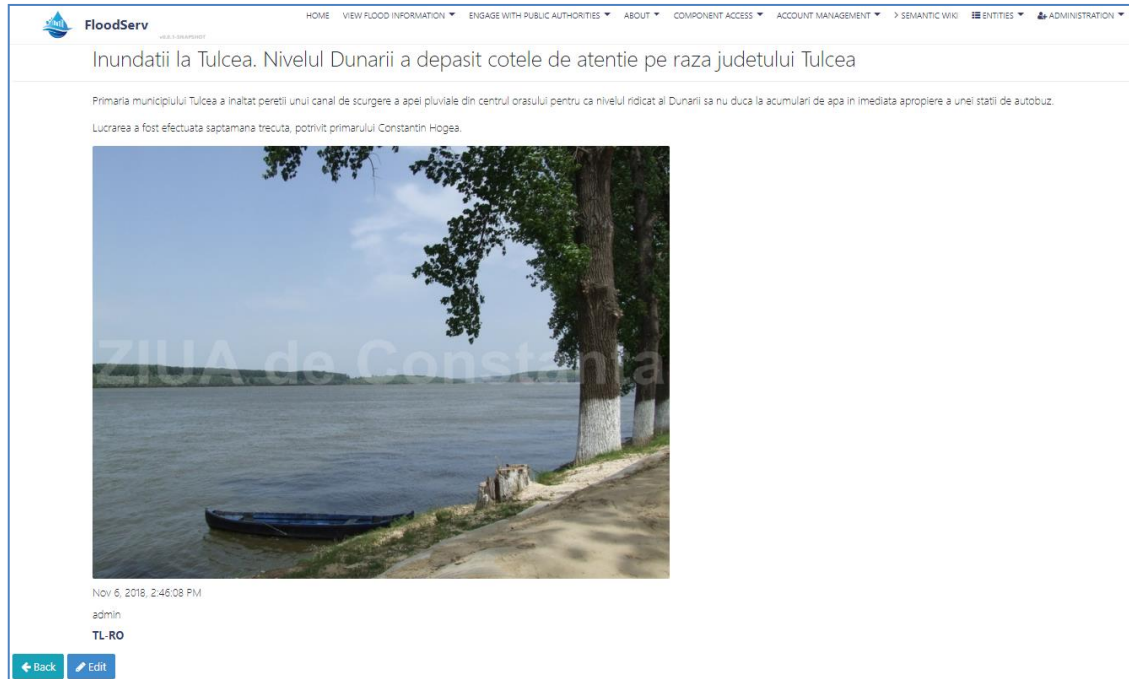 FloodServ
v0.0.1-SNAPSHOT
HOME VIEW FLOOD INFORMATION ENGAGE WITH PUBLIC AUTHORITIES ABOUT COMPONENT ACCESS ACCOUNT MANAGEMENT > SEMANTIC WIKI ENTITIES ADMINISTRATION
Inundatii la Tulcea. Nivelul Dunarii a depasit cotele de atentie pe raza judetului Tulcea
Primaria municipiului Tulcea a inaltat peretii unui canal de scurgere a apei pluviale din centrul orasului pentru ca nivelul ridicat al Dunarii sa nu duca la acumulari de apa in imediata apropiere a unei statii de autobuz.
Lucrarea a fost efectuata saptamana trecuta, potrivit primarului Constantin Hogea.
ZIUA de Constanta
Nov 6, 2018, 2:46:08 PM
admin
TL-RO
Back Edit